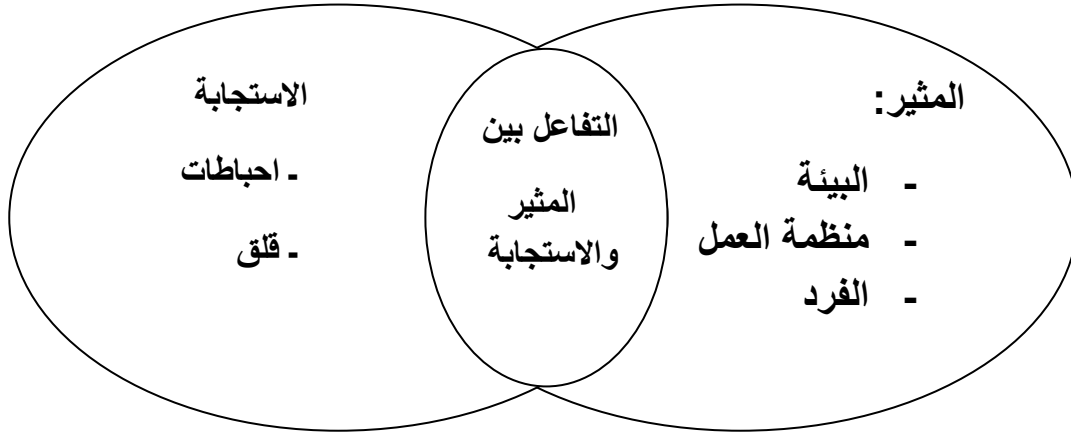 المثير:
- البيئة
- منظمة العمل
- الفرد
التفاعل بين
المثير
والاستجابة
الاستجابة
- احباطات
- قلق